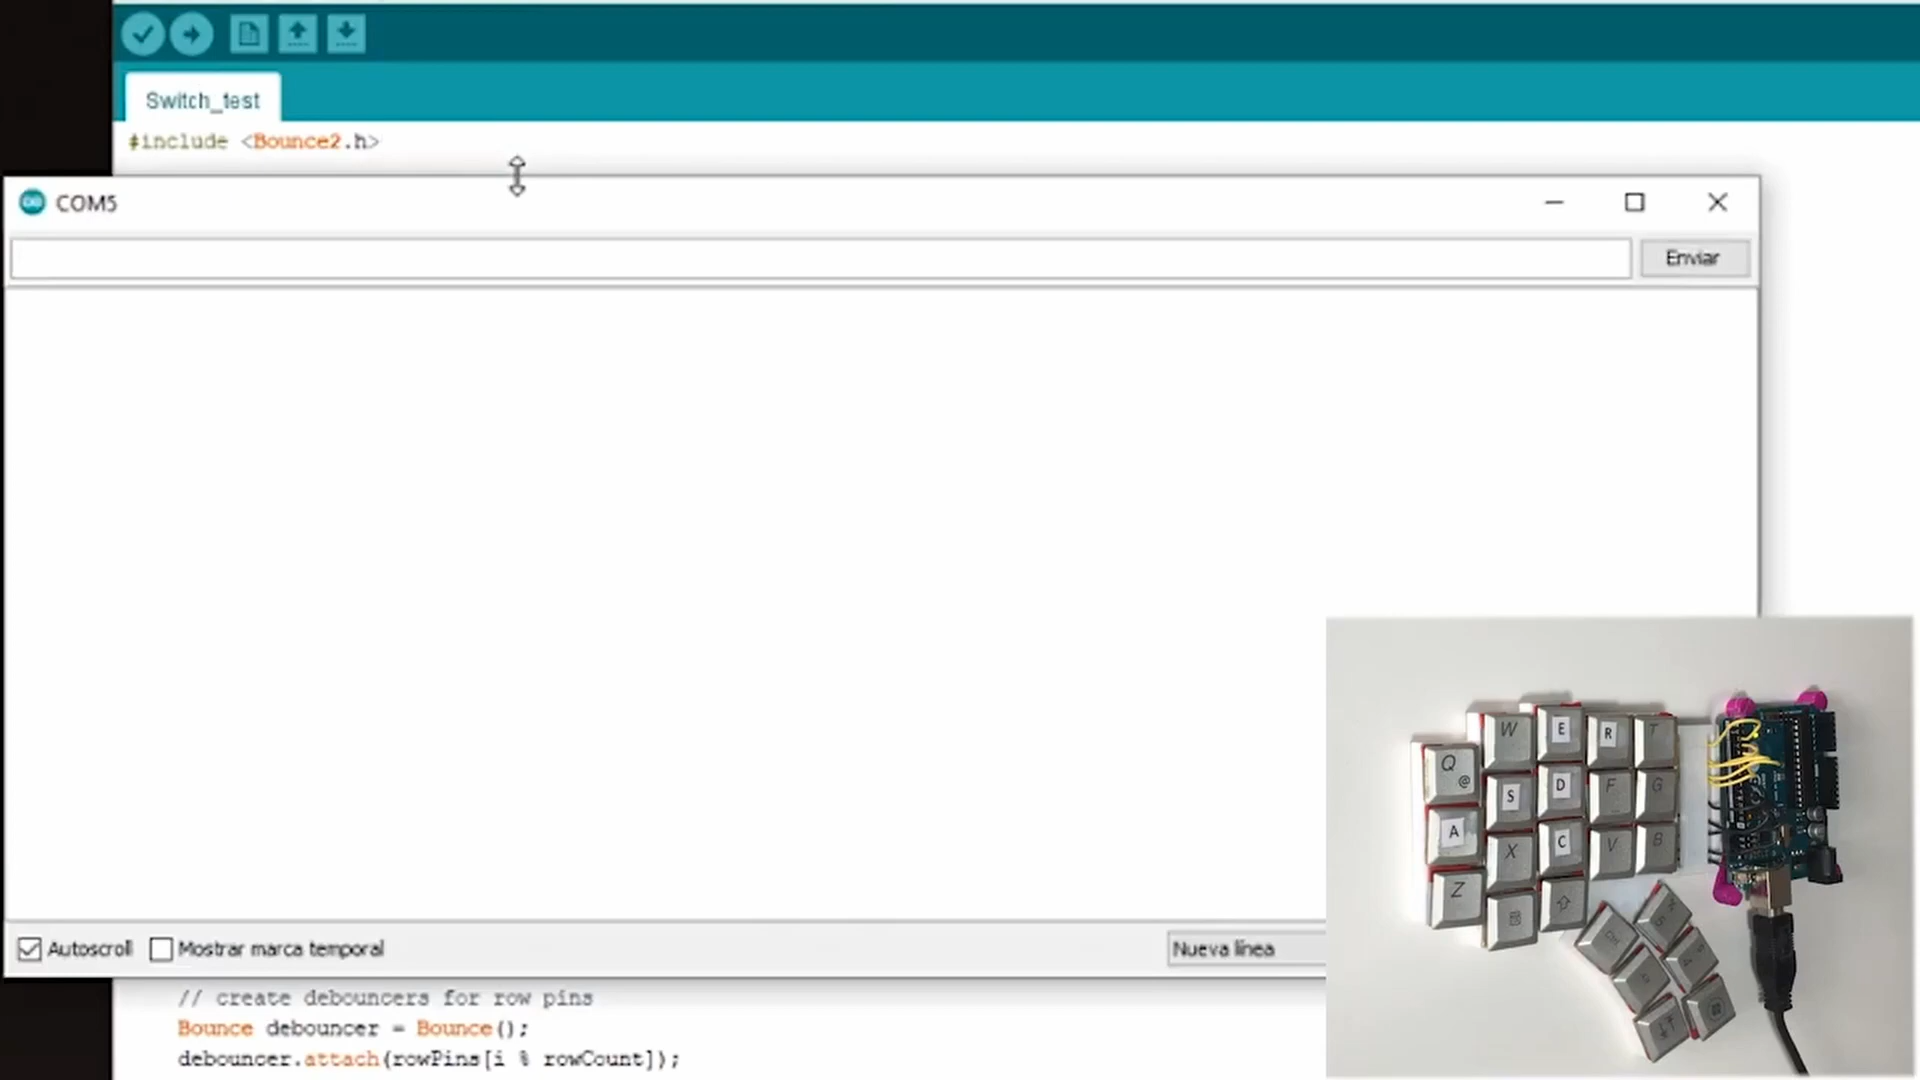 Switch_test
#include <Bounce2.h>
COM5
Enviar
Autoscroll
Mostrar marca temporal
Nueva línea
// create debouncers for row pins
Bounce debouncer = Bounce();
debouncer.attach(rowPins[i % rowCount]);
W E R T
Q @
S D F G
A
X C V B
Z
Ctrl